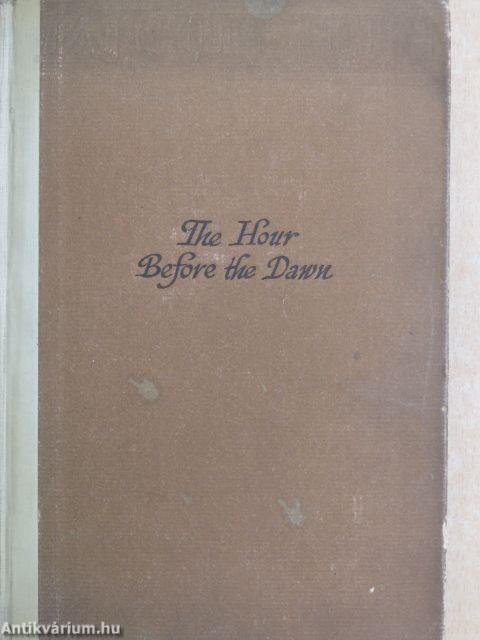 The Hour
Before the Dawn
Antikvárium.hu